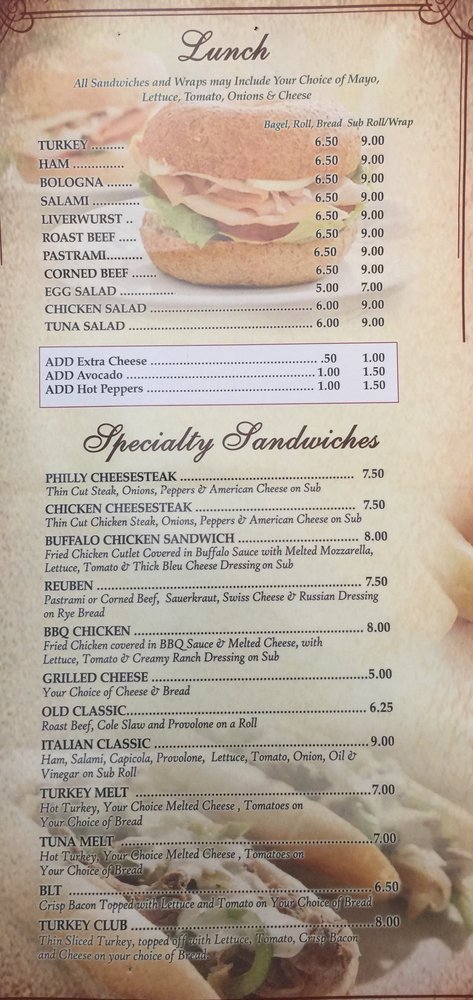 Lunch
All Sandwiches and Wraps may Include Your Choice of Mayo,
Lettuce, Tomato, Onions & Cheese
Bagel, Roll, Bread Sub Roll/Wrap
TURKEY ......... 6.50 9.00
HAM .............. 6.50 9.00
BOLOGNA ....... 6.50 9.00
SALAMI ............. 6.50 9.00
LIVERWURST .. 6.50 9.00
ROAST BEEF ..... 6.50 9.00
PASTRAMI.......... 6.50 9.00
CORNED BEEF ....... 6.50 9.00
EGG SALAD ................ 5.00 7.00
CHICKEN SALAD ............................................. 6.00 9.00
TUNA SALAD .................................................... 6.00 9.00
ADD Extra Cheese .................................................. .50 1.00
ADD Avocado ....................................................... 1.00 1.50
ADD Hot Peppers .................................................. 1.00 1.50
Specialty Sandwiches
PHILLY CHEESESTEAK .................................................. 7.50
Thin Cut Steak, Onions, Peppers & American Cheese on Sub
CHICKEN CHEESESTEAK ............................................... 7.50
Thin Cut Chicken Steak, Onions, Peppers & American Cheese on Sub
BUFFALO CHICKEN SANDWICH ................................... 8.00
Fried Chicken Cutlet Covered in Buffalo Sauce with Melted Mozzarella,
Lettuce, Tomato & Thick Bleu Cheese Dressing on Sub
REUBEN .............................................................................. 7.50
Pastrami or Corned Beef, Sauerkraut, Swiss Cheese & Russian Dressing
on Rye Bread
BBQ CHICKEN .................................................................... 8.00
Fried Chicken covered in BBQ Sauce & Melted Cheese, with
Lettuce, Tomato & Creamy Ranch Dressing on Sub
GRILLED CHEESE ...............................................................5.00
Your Choice of Cheese & Bread
OLD CLASSIC...................................................................... 6.25
Roast Beef, Cole Slaw and Provolone on a Roll
ITALIAN CLASSIC ...............................................................9.00
Ham, Salami, Capicola, Provolone, Lettuce, Tomato, Onion, Oil &
Vinegar on Sub Roll
TURKEY MELT .....................................................................7.00
Hot Turkey, Your Choice Melted Cheese , Tomatoes on
Your Choice of Bread
TUNA MELT .........................................................................7.00
Hot Turkey, Your Choice Melted Cheese , Tomatoes on
Your Choice of Bread
BLT ........................................................................................ 6.50
Crisp Bacon Topped with Lettuce and Tomato on Your Choice of Bread
TURKEY CLUB .......................................................................8.00
Thin Sliced Turkey, topped off with Lettuce, Tomato, Crisp Bacon
and Cheese on your choice of Bread.